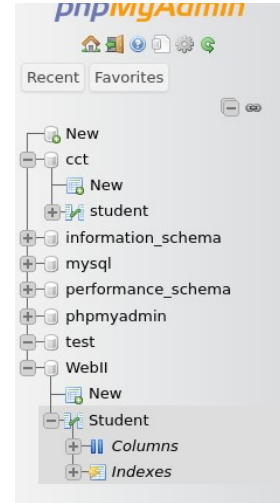 phpMyAdmin
Recent Favorites
New
cct
New
student
information_schema
mysql
performance_schema
phpmyadmin
test
WebII
New
Student
Columns
Indexes